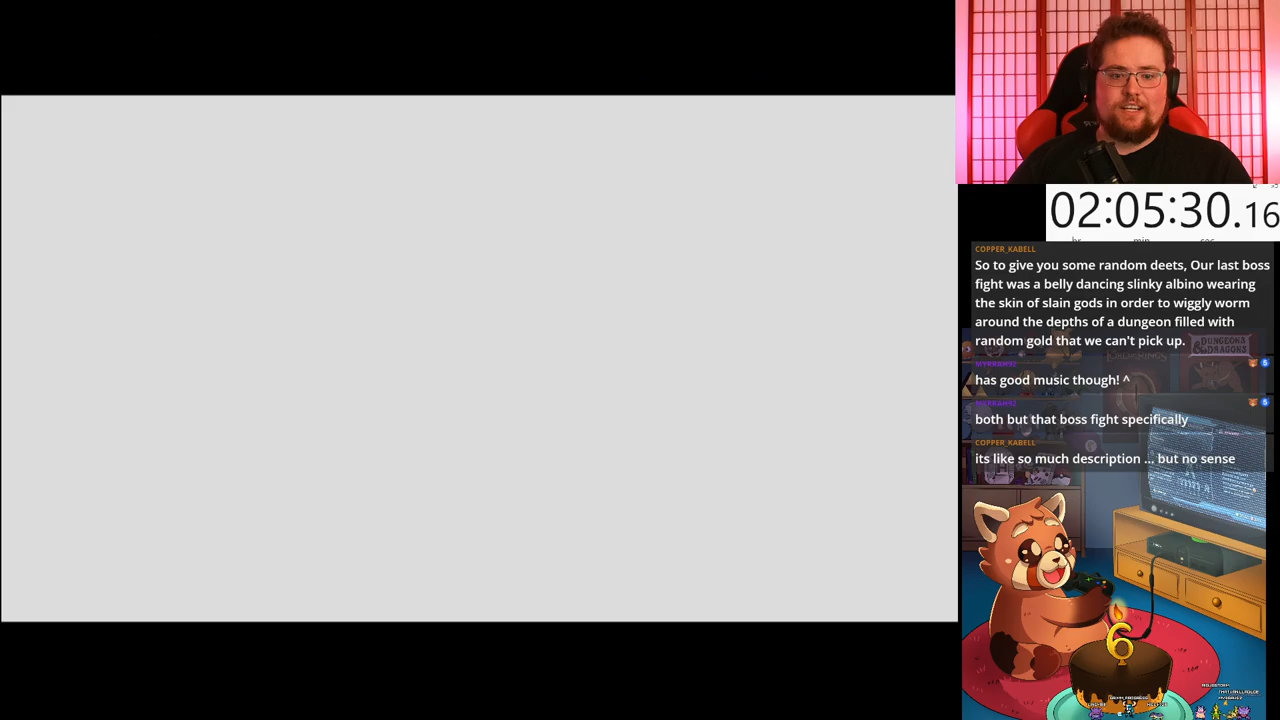 02:05:30.16
hr min sec
COPPER_KABELL
So to give you some random deets, Our last boss
fight was a belly dancing slinky albino wearing
the skin of slain gods in order to wiggly worm
around the depths of a dungeon filled with
random gold that we can't pick up.
DUNGEONS
& DRAGONS
has good music though! ^
both but that boss fight specifically
COPPER_KABELL
its like so much description ... but no sense
6